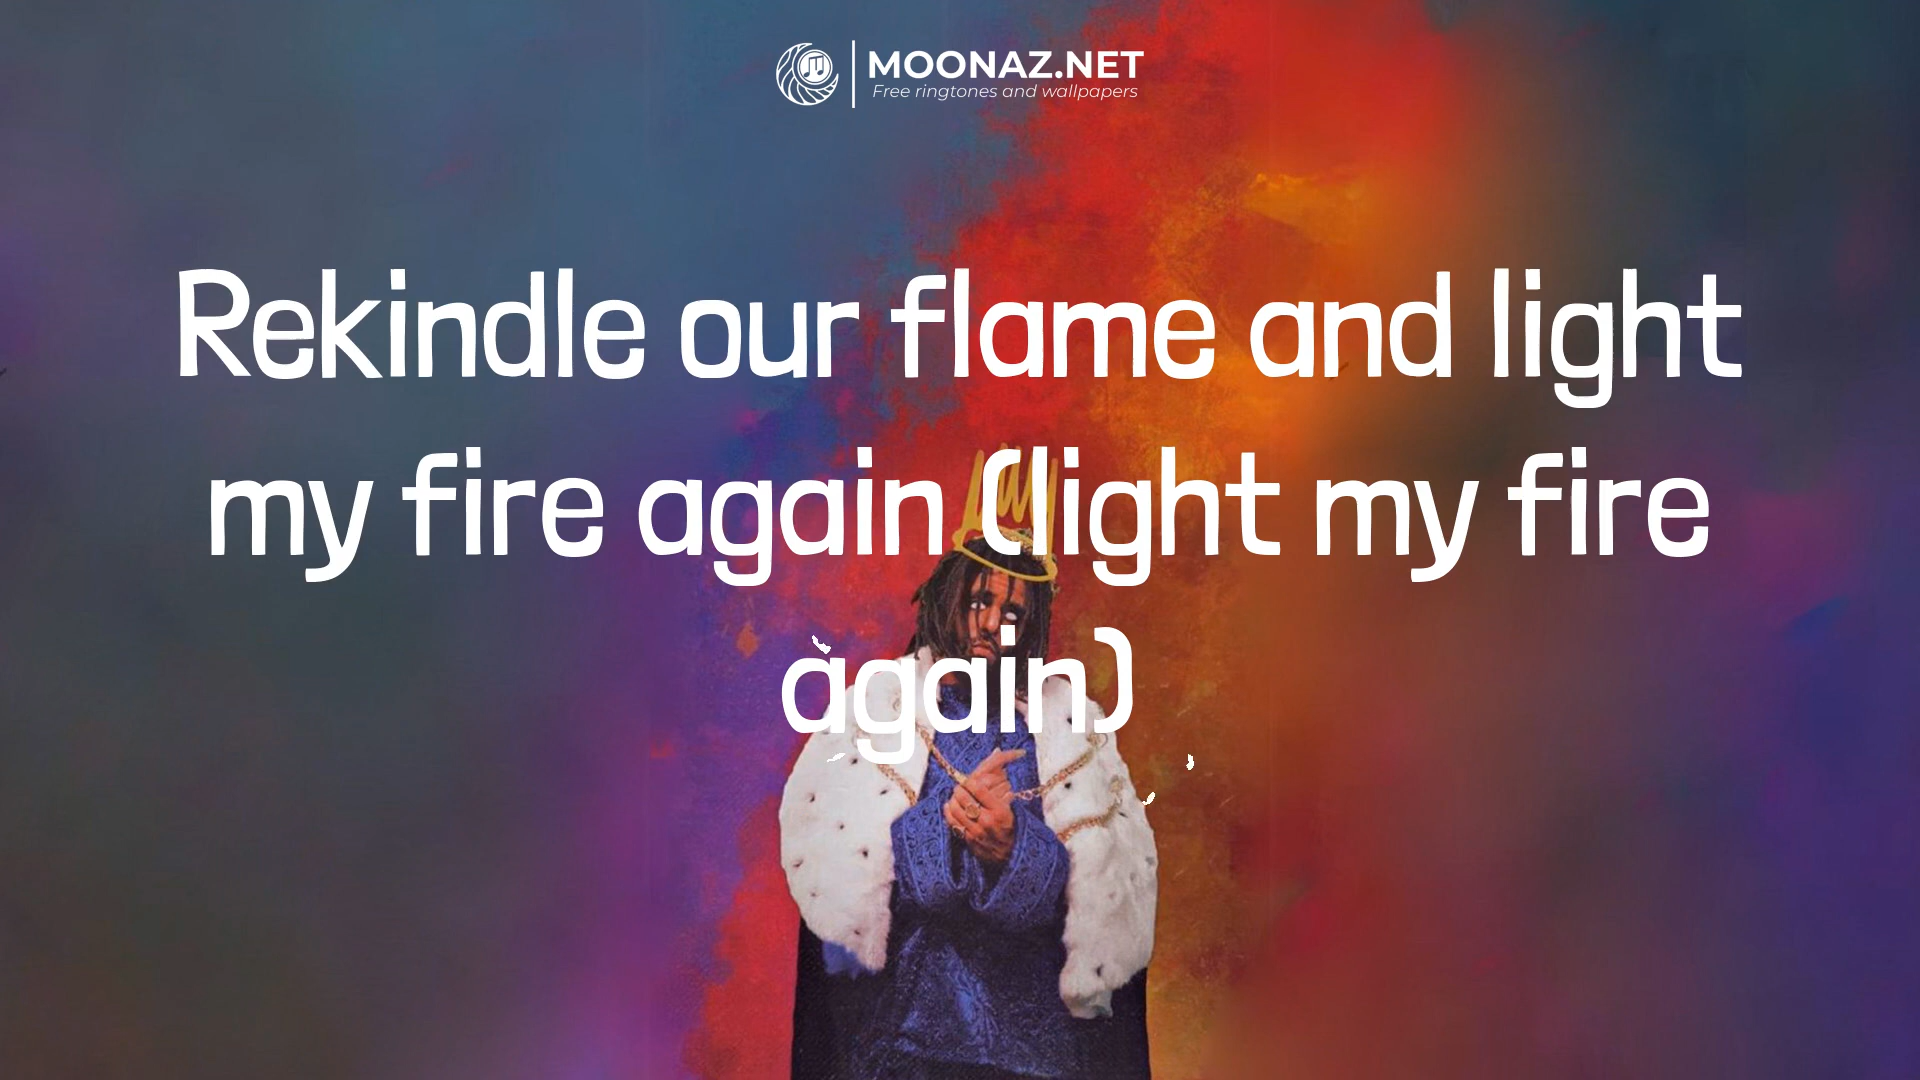 MOONAZ.NET
Free ringtones and wallpapers
Rekindle our flame and light
my fire again (light my fire
again)